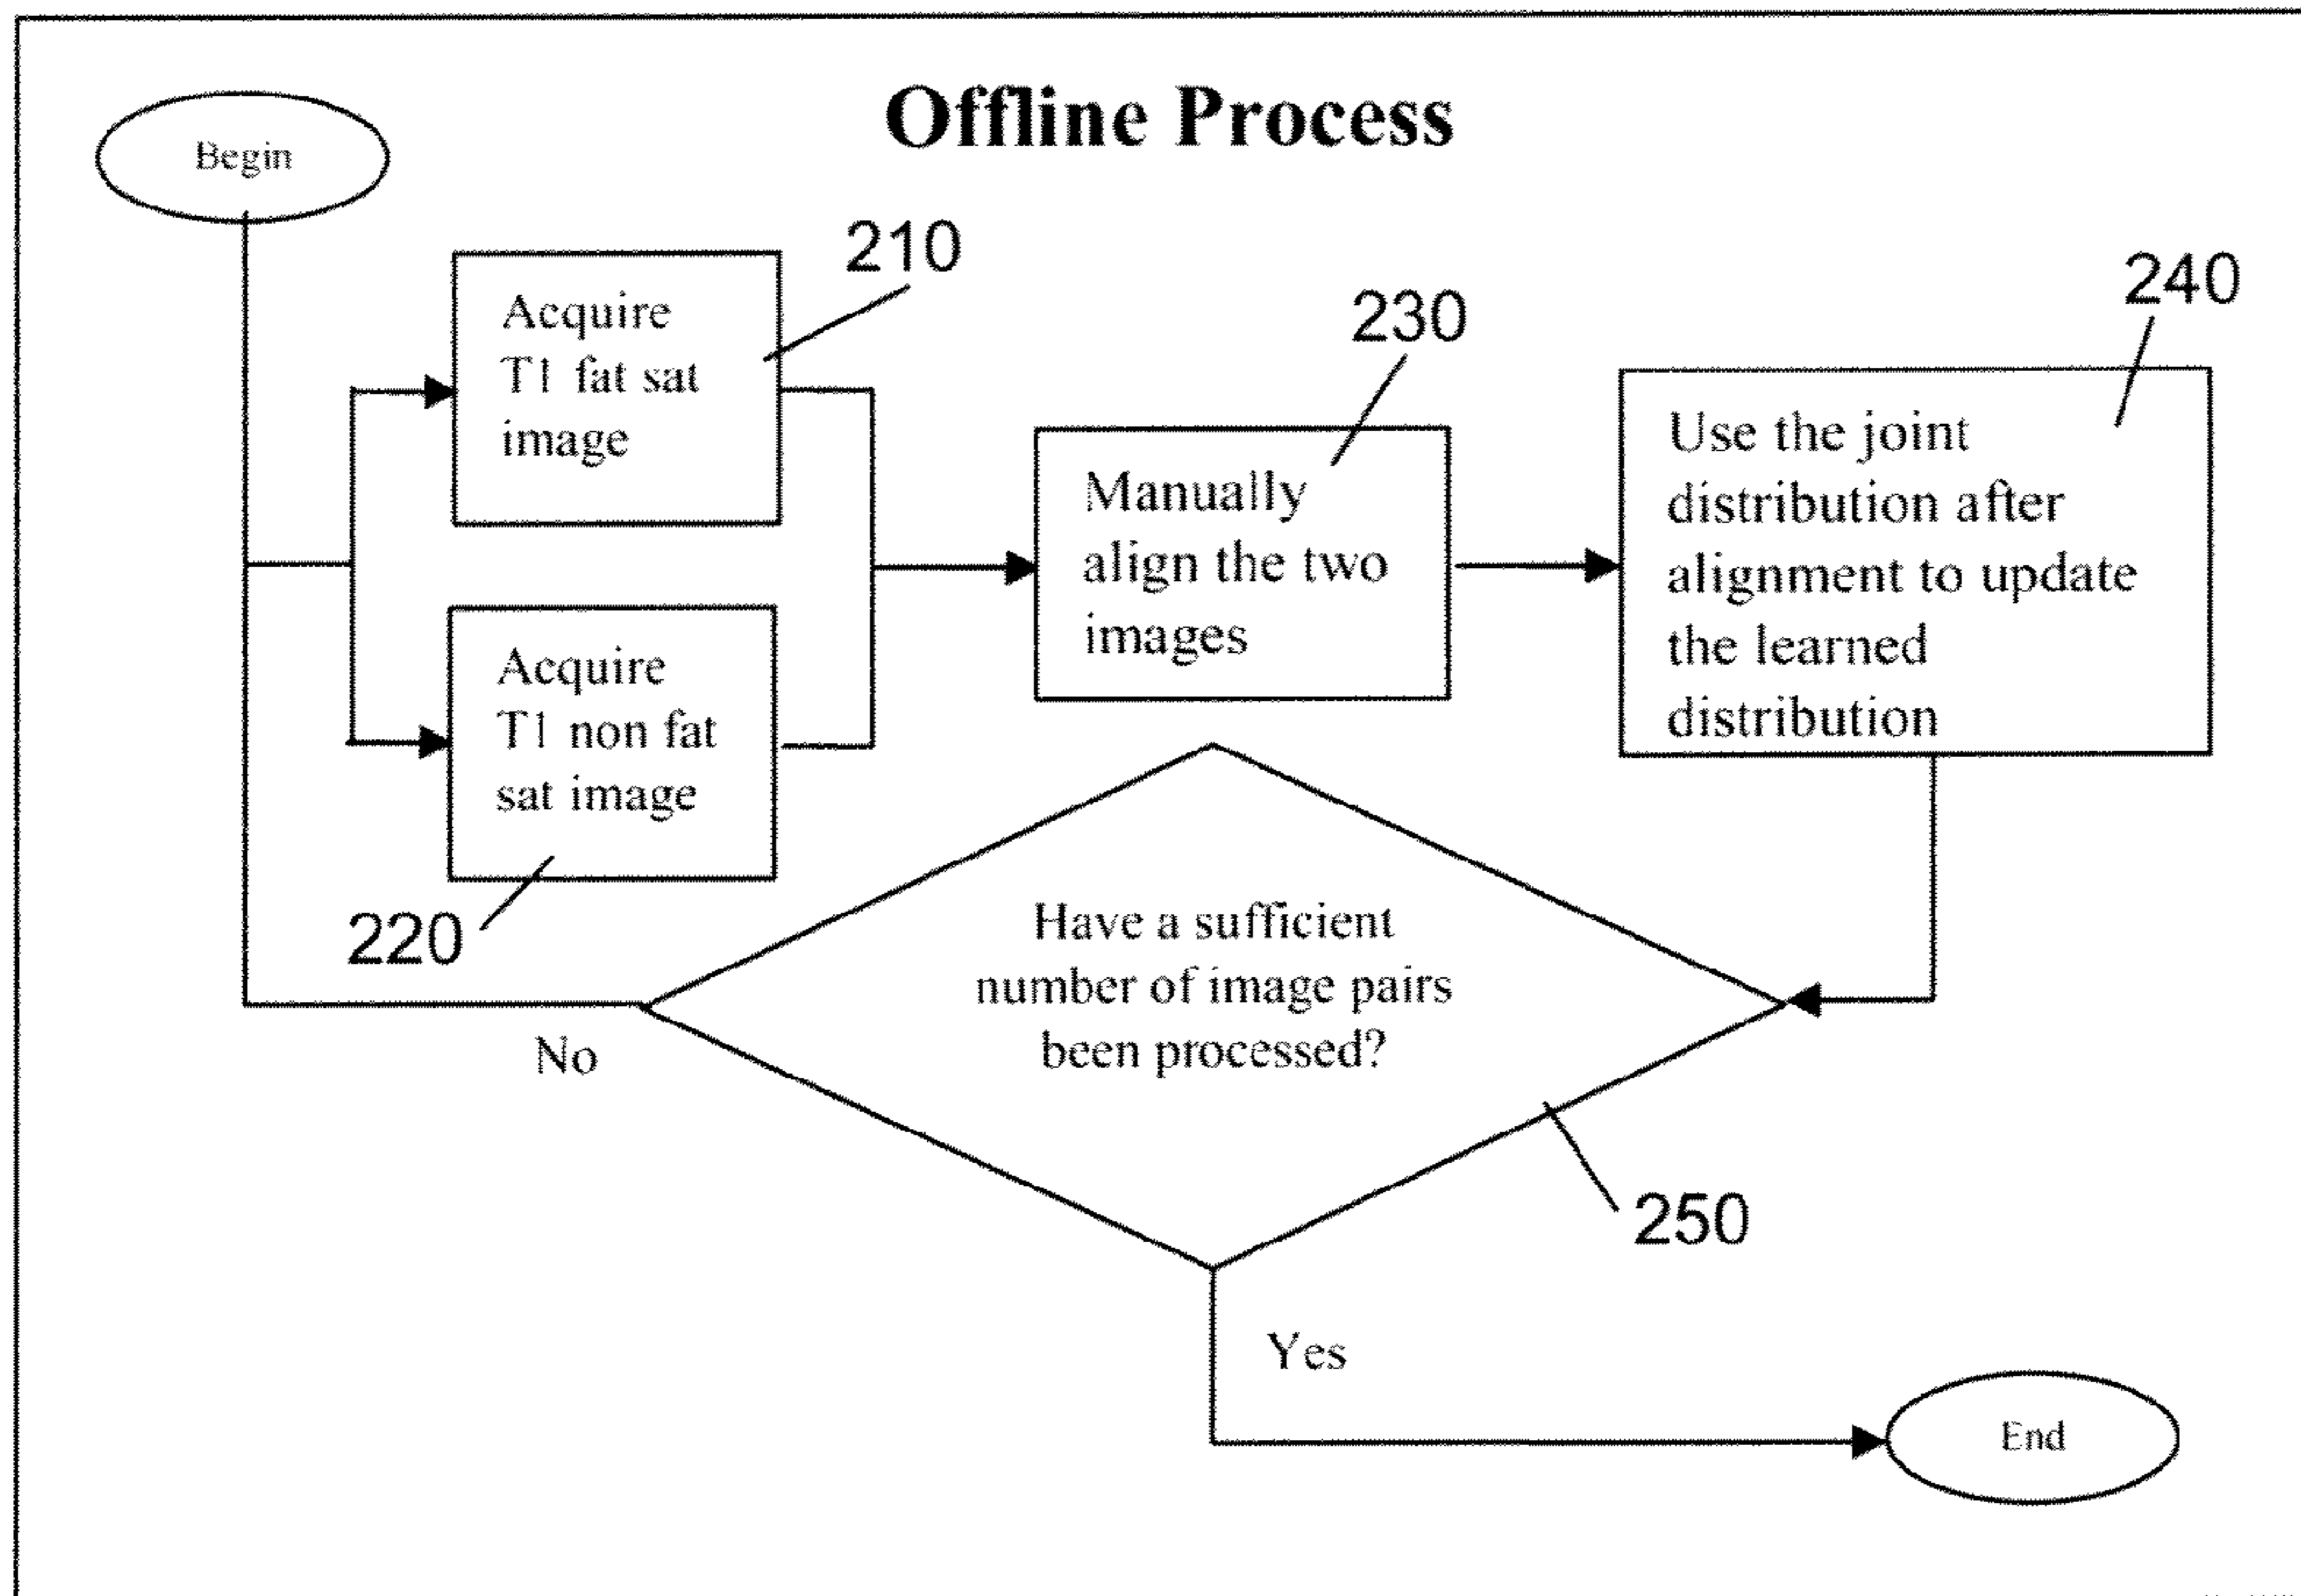 Offline Process
Begin
210
Acquire
T1 fat sat
image
220
Acquire
T1 non fat
sat image
230
Manually
align the two
images
240
Use the joint
distribution after
alignment to update
the learned
distribution
Have a sufficient
number of image pairs
been processed?
250
No
Yes
End